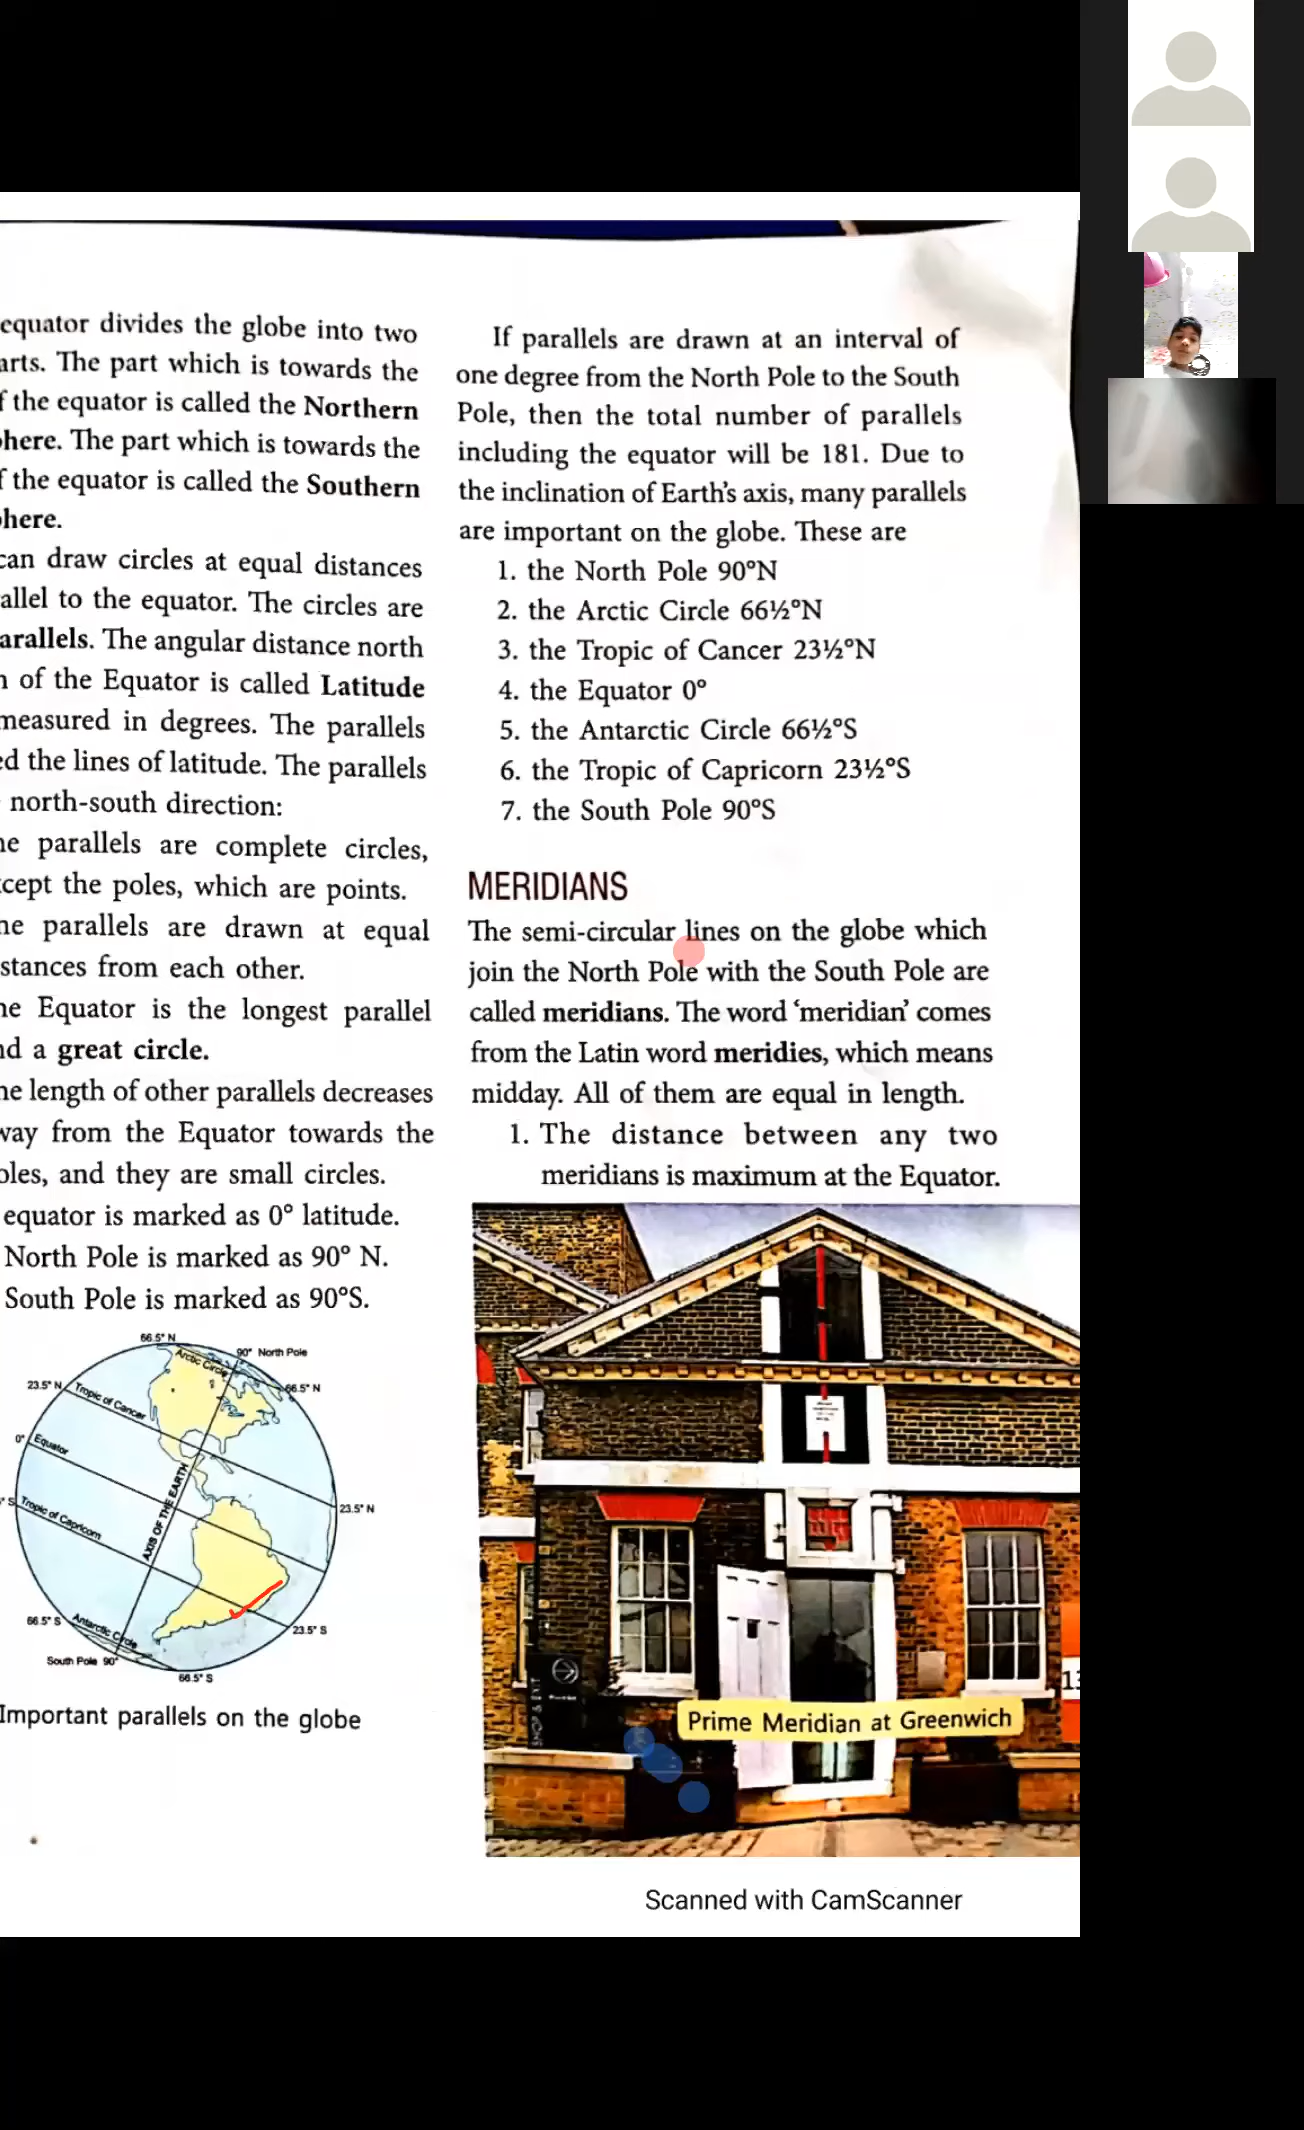 equator divides the globe into two
arts. The part which is towards the
f the equator is called the Northern
here. The part which is towards the
f the equator is called the Southern
here.
can draw circles at equal distances
allel to the equator. The circles are
arallels. The angular distance north
of the Equator is called Latitude
measured in degrees. The parallels
ed the lines of latitude. The parallels
north-south direction:
he parallels are complete circles,
cept the poles, which are points.
he parallels are drawn at equal
stances from each other.
he Equator is the longest parallel
nd a great circle.
he length of other parallels decreases
way from the Equator towards the
oles, and they are small circles.
equator is marked as 0° latitude.
North Pole is marked as 90° N.
South Pole is marked as 90°S.
66.5° N
90° North Pole
Arctic Circle
66.5° N
23.5° N
Tropic of Cancer
0°
Equator
AXIS OF THE EARTH
S
Tropic of Capricorn
23.5° N
66.5° S
Antarctic Circle
23.5° S
South Pole 90°
66.5° S
Important parallels on the globe
If parallels are drawn at an interval of
one degree from the North Pole to the South
Pole, then the total number of parallels
including the equator will be 181. Due to
the inclination of Earth's axis, many parallels
are important on the globe. These are
1. the North Pole 90°N
2. the Arctic Circle 66½°N
3. the Tropic of Cancer 23½°N
4. the Equator 0°
5. the Antarctic Circle 66½°S
6. the Tropic of Capricorn 23½°S
7. the South Pole 90°S
MERIDIANS
The semi-circular lines on the globe which
join the North Pole with the South Pole are
called meridians. The word ‘meridian’ comes
from the Latin word meridies, which means
midday. All of them are equal in length.
1. The distance between any two
meridians is maximum at the Equator.
SHOP & EXIT
Prime Meridian at Greenwich
Scanned with CamScanner